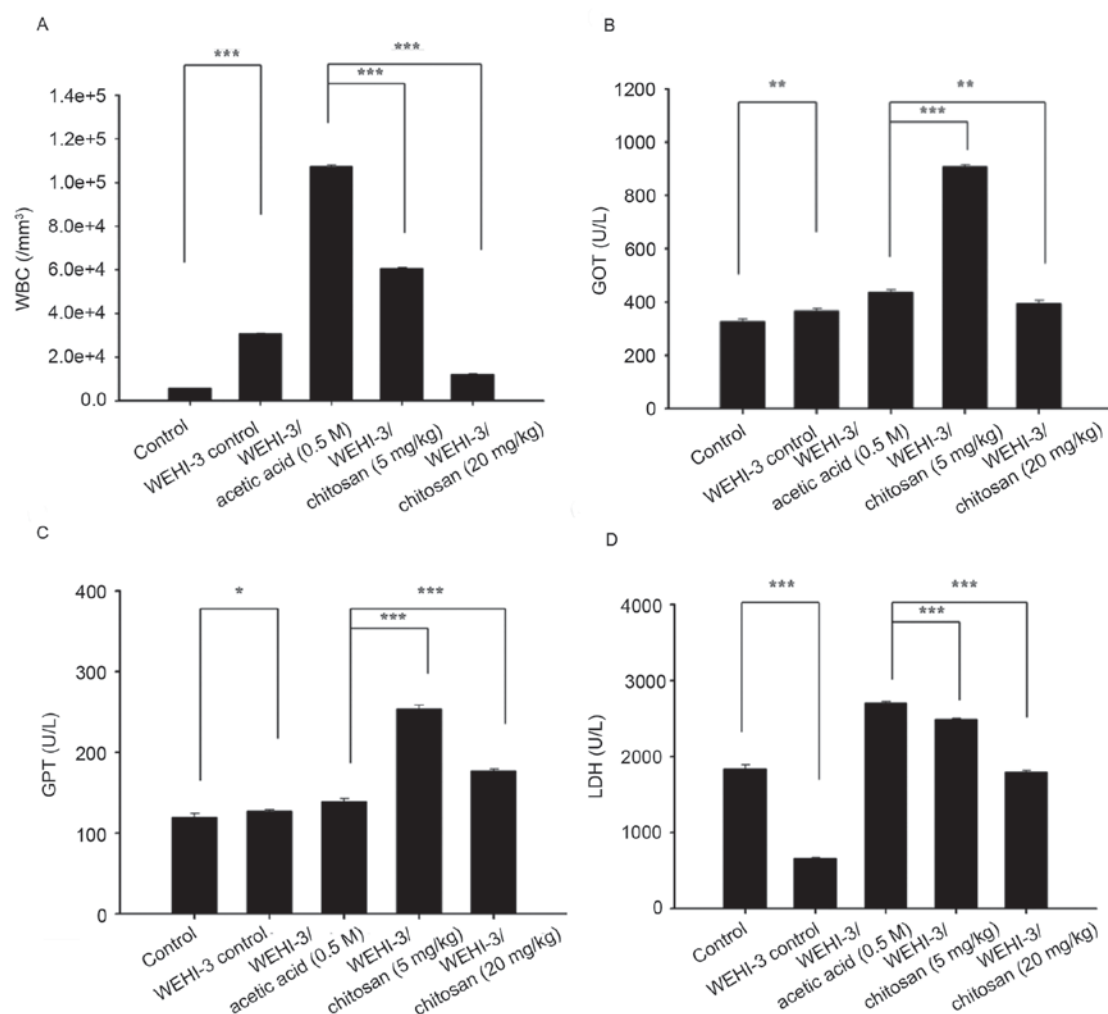 A
***
***
***
1.4e+5
1.2e+5
1.0e+5
8.0e+4
6.0e+4
4.0e+4
2.0e+4
0.0
WBC (/mm³)
Control
WEHI-3 control
WEHI-3/
acetic acid (0.5 M)
WEHI-3/
chitosan (5 mg/kg)
WEHI-3/
chitosan (20 mg/kg)
B
**
**
***
1200
1000
800
600
400
200
0
GOT (U/L)
Control
WEHI-3 control
WEHI-3/
acetic acid (0.5 M)
WEHI-3/
chitosan (5 mg/kg)
WEHI-3/
chitosan (20 mg/kg)
C
*
***
***
400
300
200
100
0
GPT (U/L)
Control
WEHI-3 control
WEHI-3/
acetic acid (0.5 M)
WEHI-3/
chitosan (5 mg/kg)
WEHI-3/
chitosan (20 mg/kg)
D
***
***
***
4000
3000
2000
1000
0
LDH (U/L)
Control
WEHI-3 control
WEHI-3/
acetic acid (0.5 M)
WEHI-3/
chitosan (5 mg/kg)
WEHI-3/
chitosan (20 mg/kg)